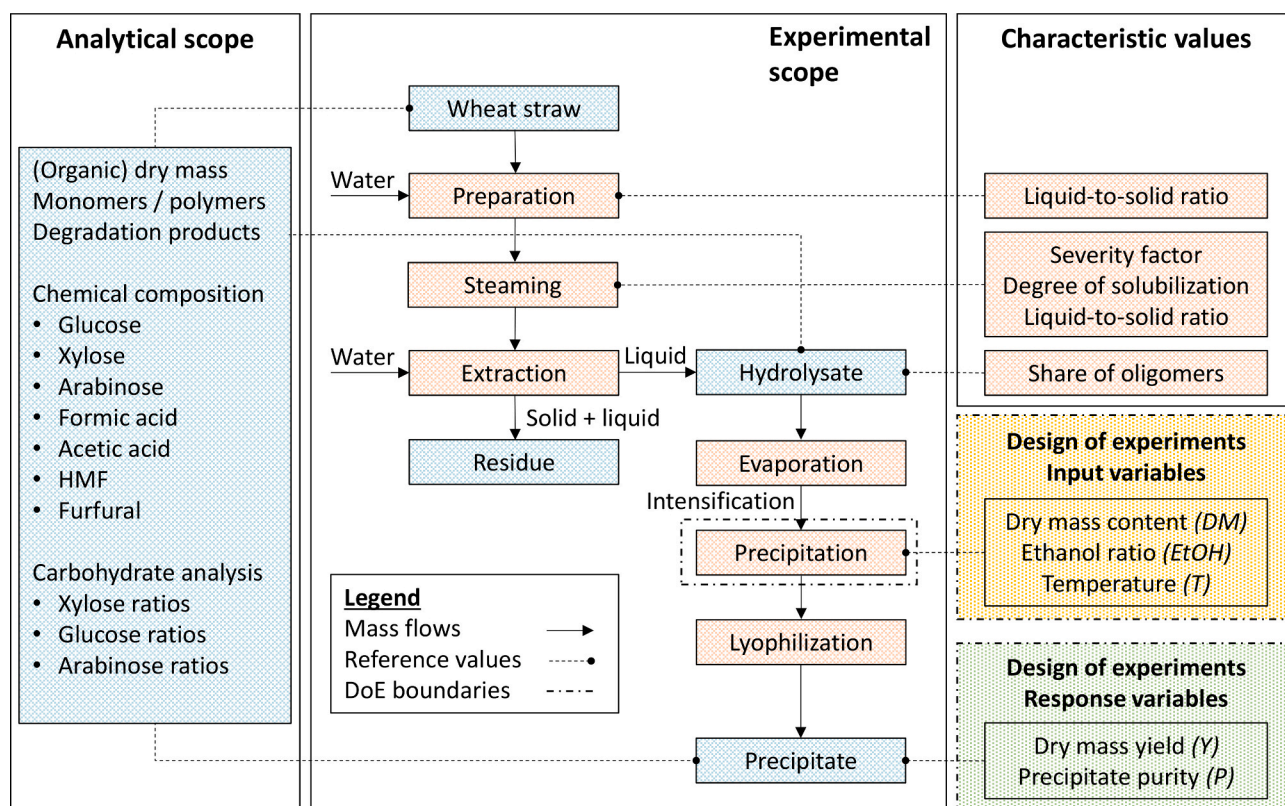 Analytical scope
(Organic) dry mass
Monomers / polymers
Degradation products
Chemical composition
• Glucose
• Xylose
• Arabinose
• Formic acid
• Acetic acid
• HMF
• Furfural
Carbohydrate analysis
• Xylose ratios
• Glucose ratios
• Arabinose ratios
Experimental
scope
Wheat straw
Water
Preparation
Steaming
Water
Extraction
Liquid
Hydrolysate
Solid + liquid
Residue
Evaporation
Intensification
Precipitation
Lyophilization
Precipitate
Legend
Mass flows
Reference values
DoE boundaries
Characteristic values
Liquid-to-solid ratio
Severity factor
Degree of solubilization
Liquid-to-solid ratio
Share of oligomers
Design of experiments
Input variables
Dry mass content (DM)
Ethanol ratio (EtOH)
Temperature (T)
Design of experiments
Response variables
Dry mass yield (Y)
Precipitate purity (P)